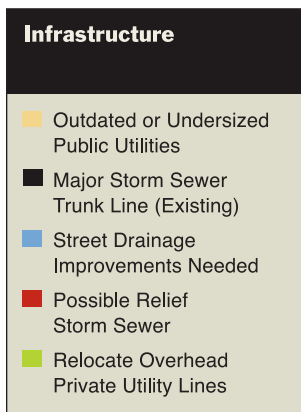 Infrastructure
Outdated or Undersized
Public Utilities
Major Storm Sewer
Trunk Line (Existing)
Street Drainage
Improvements Needed
Possible Relief
Storm Sewer
Relocate Overhead
Private Utility Lines